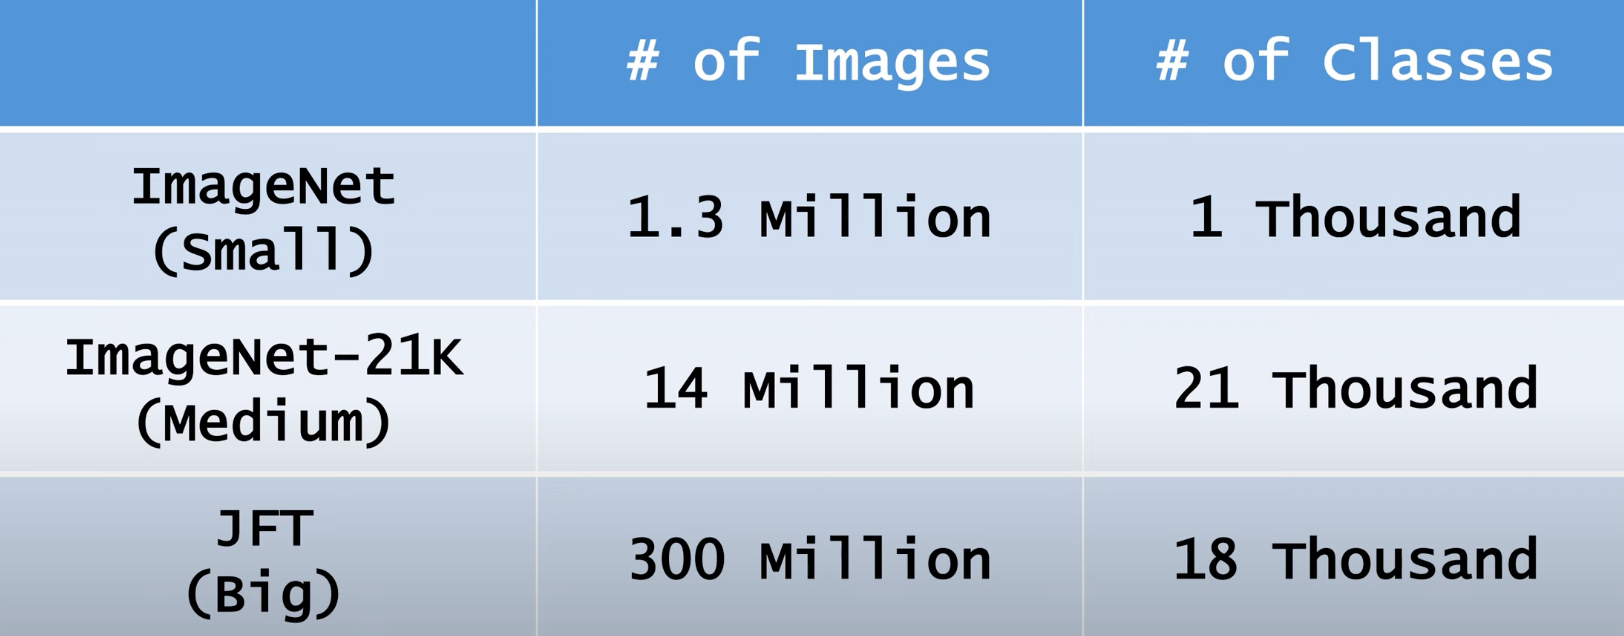 # of Images # of Classes
ImageNet
(Small) 1.3 Million 1 Thousand
ImageNet-21K
(Medium) 14 Million 21 Thousand
JFT
(Big) 300 Million 18 Thousand